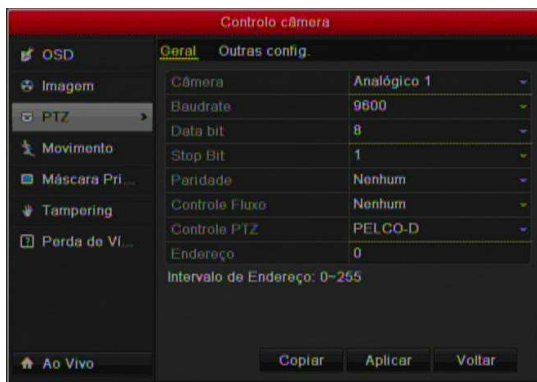 Controlo câmera
OSD
Imagem
PTZ
Movimento
Máscara Pri...
Tampering
Perda de Ví...
Ao Vivo
Geral Outras config.
Câmera Analógico 1
Baudrate 9600
Data bit 8
Stop Bit 1
Paridade Nenhum
Controle Fluxo Nenhum
Controle PTZ PELCO-D
Endereço 0
Intervalo de Endereço: 0~255
Copiar Aplicar Voltar